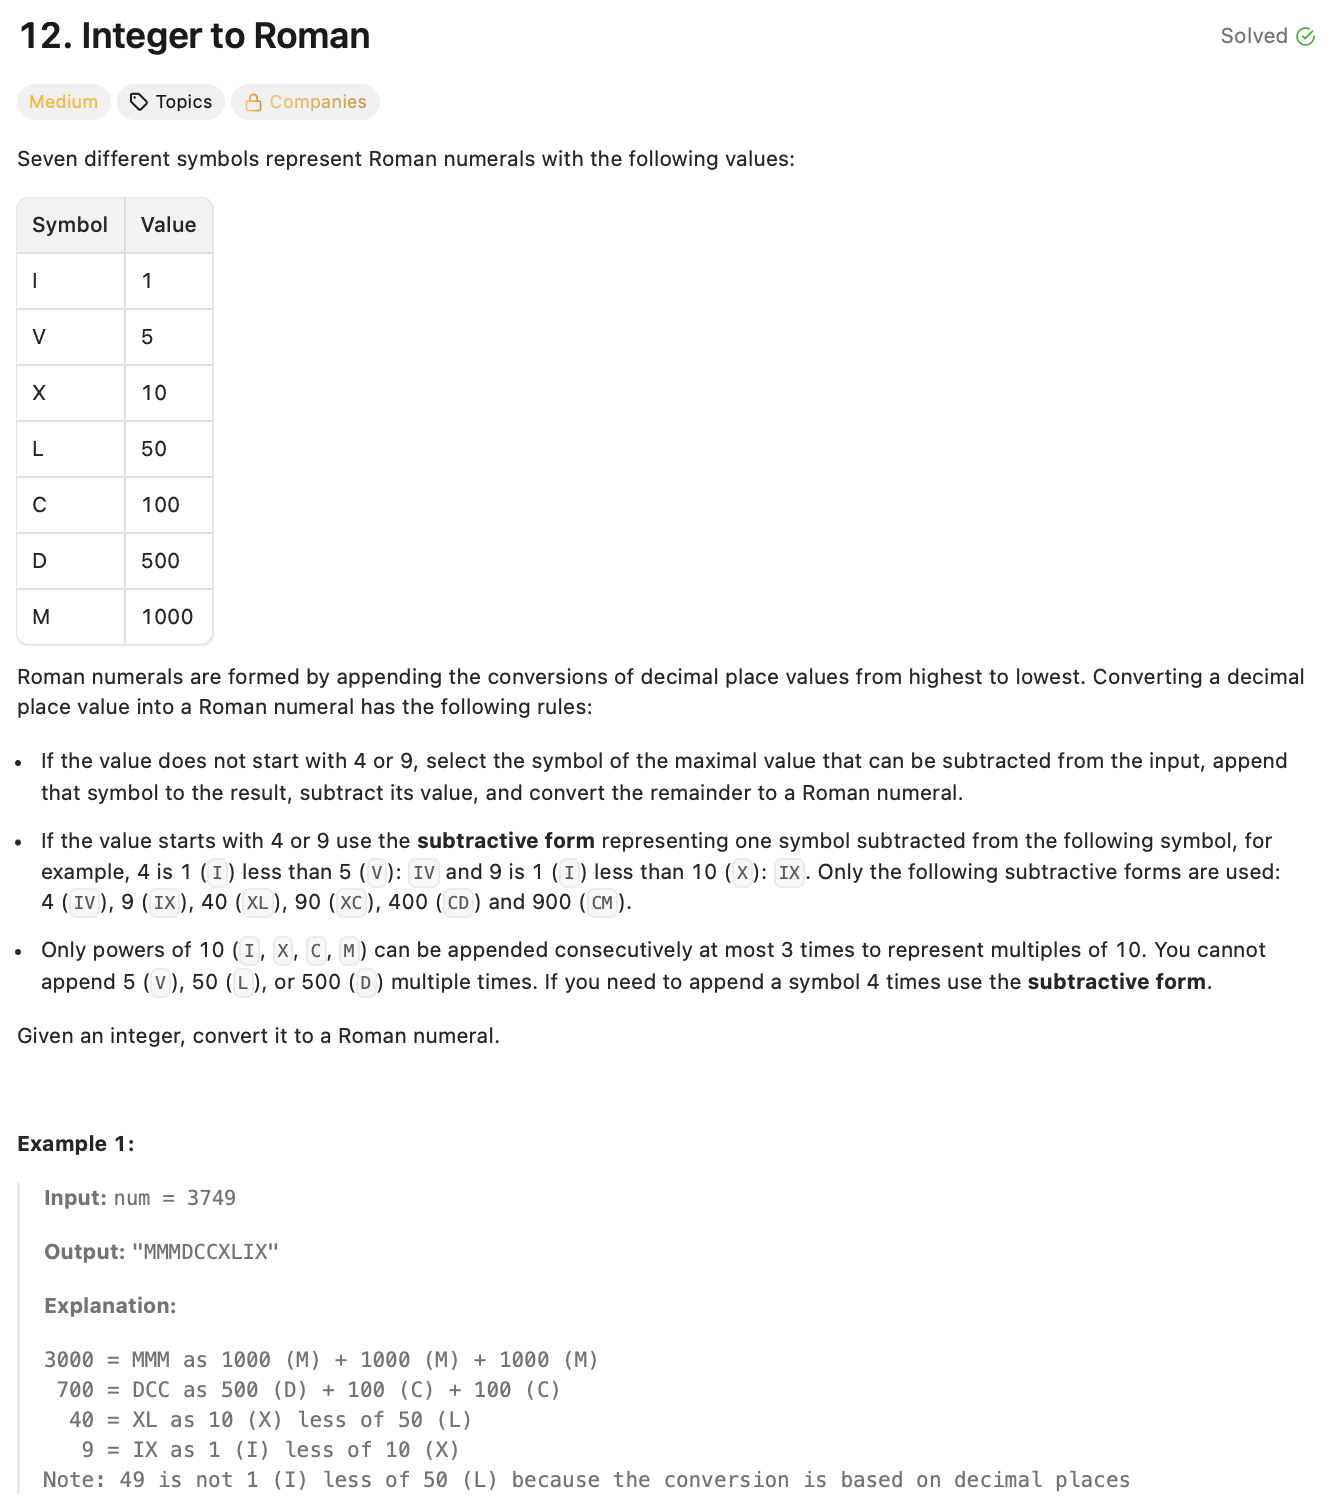 12. Integer to Roman
Solved
Medium Topics Companies
Seven different symbols represent Roman numerals with the following values:
Symbol Value
I 1
V 5
X 10
L 50
C 100
D 500
M 1000
Roman numerals are formed by appending the conversions of decimal place values from highest to lowest. Converting a decimal
place value into a Roman numeral has the following rules:
• If the value does not start with 4 or 9, select the symbol of the maximal value that can be subtracted from the input, append
that symbol to the result, subtract its value, and convert the remainder to a Roman numeral.
• If the value starts with 4 or 9 use the subtractive form representing one symbol subtracted from the following symbol, for
example, 4 is 1 (I) less than 5 (V): IV and 9 is 1 (I) less than 10 (X): IX. Only the following subtractive forms are used:
4 (IV), 9 (IX), 40 (XL), 90 (XC), 400 (CD) and 900 (CM).
• Only powers of 10 (I, X, C, M) can be appended consecutively at most 3 times to represent multiples of 10. You cannot
append 5 (V), 50 (L), or 500 (D) multiple times. If you need to append a symbol 4 times use the subtractive form.
Given an integer, convert it to a Roman numeral.
Example 1:
Input: num = 3749
Output: "MMMDCCXLIX"
Explanation:
3000 = MMM as 1000 (M) + 1000 (M) + 1000 (M)
700 = DCC as 500 (D) + 100 (C) + 100 (C)
40 = XL as 10 (X) less of 50 (L)
9 = IX as 1 (I) less of 10 (X)
Note: 49 is not 1 (I) less of 50 (L) because the conversion is based on decimal places